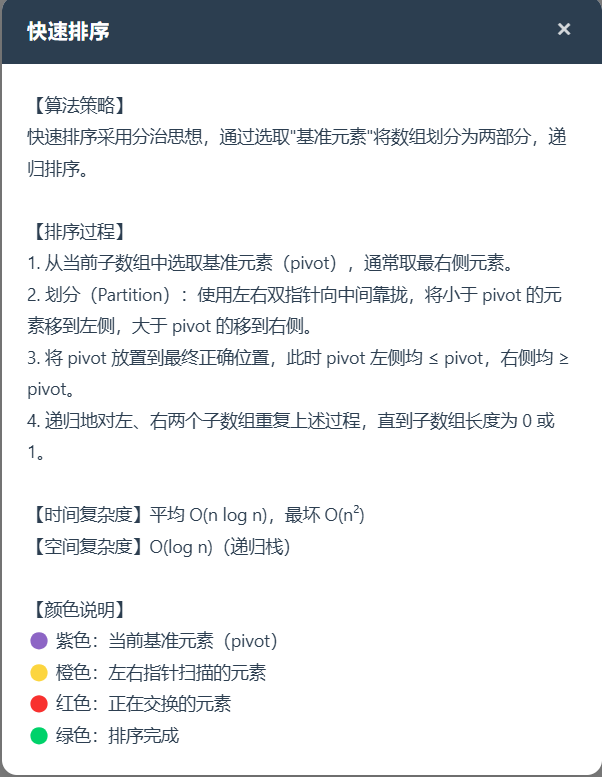 快速排序
×
【算法策略】
快速排序采用分治思想，通过选取"基准元素"将数组划分为两部分，递
归排序。
【排序过程】
1. 从当前子数组中选取基准元素（pivot），通常取最右侧元素。
2. 划分（Partition）：使用左右双指针向中间靠拢，将小于 pivot 的元
素移到左侧，大于 pivot 的移到右侧。
3. 将 pivot 放置到最终正确位置，此时 pivot 左侧均 ≤ pivot，右侧均 ≥
pivot。
4. 递归地对左、右两个子数组重复上述过程，直到子数组长度为 0 或
1。
【时间复杂度】平均 O(n log n)，最坏 O(n²)
【空间复杂度】O(log n)（递归栈）
【颜色说明】
紫色：当前基准元素（pivot）
橙色：左右指针扫描的元素
红色：正在交换的元素
绿色：排序完成